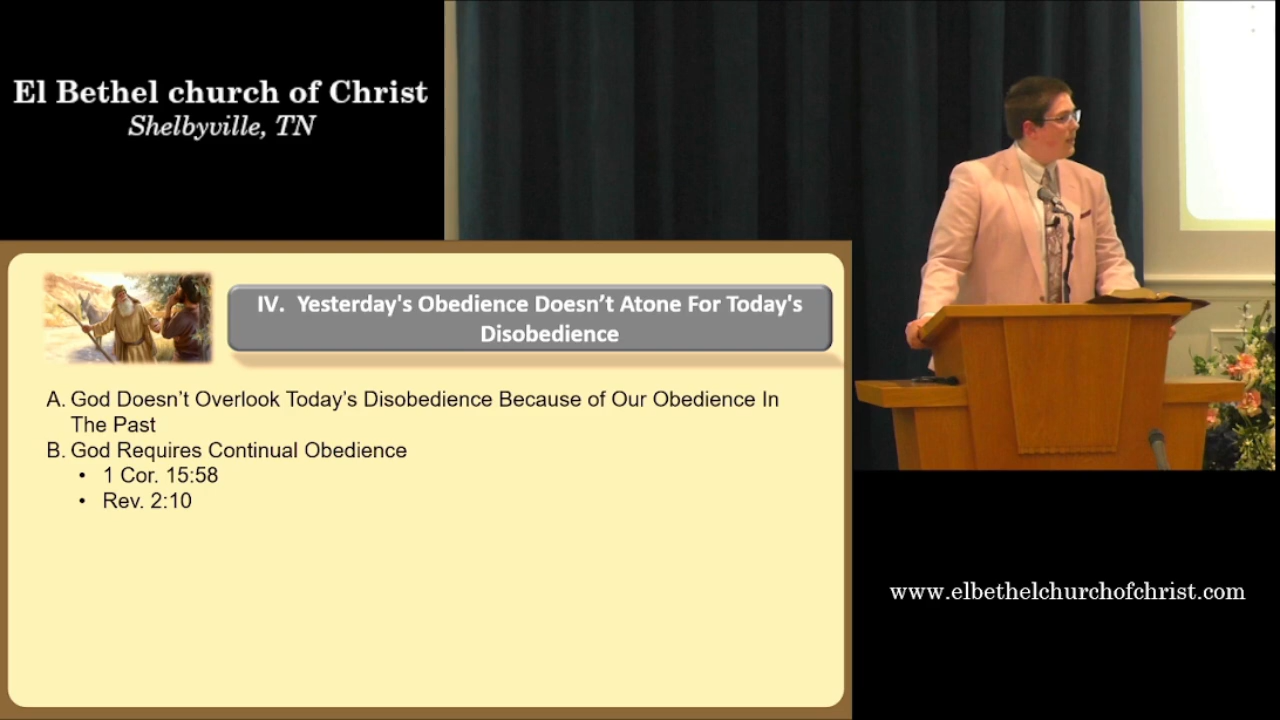 El Bethel church of Christ
Shelbyville, TN
IV. Yesterday's Obedience Doesn’t Atone For Today's
Disobedience
A. God Doesn’t Overlook Today’s Disobedience Because of Our Obedience In
The Past
B. God Requires Continual Obedience
• 1 Cor. 15:58
• Rev. 2:10
www.elbethelchurchofchrist.com